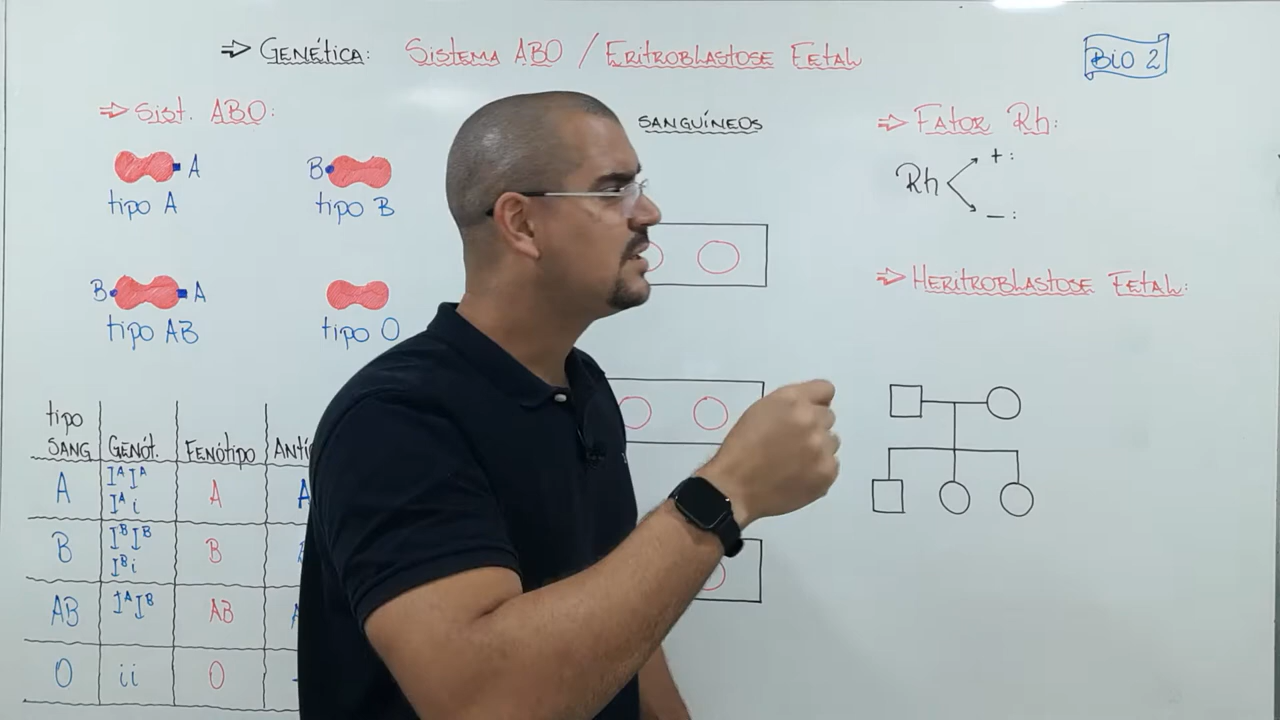 ⇒ GENÉTICA: SISTEMA ABO / ERITROBLASTOSE FETAL
BIO 2
⇒ SIST. ABO:
A
tipo A
B
tipo B
B A
tipo AB
tipo O
tipo SANG GENÓT. FENÓTIPO
A IᴬIᴬ Iᴬi A A
B IᴮIᴮ Iᴮi B
AB IᴬIᴮ AB
O ii O
SANGUÍNEOS
⇒ FATOR Rh:
Rh
+ :
- :
⇒ HERITROBLASTOSE FETAL: